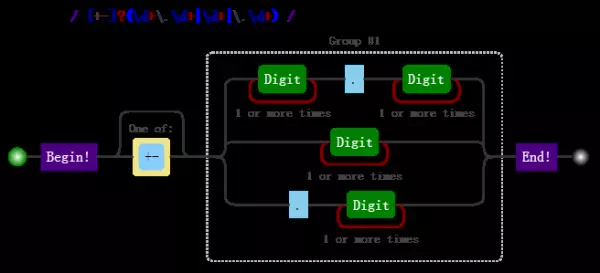 / [+-]?(\d+\.\d+|\d+|\.\d+) /
Group #1
Digit . Digit
1 or more times 1 or more times
One of:
Begin! +- Digit End!
1 or more times
. Digit
1 or more times